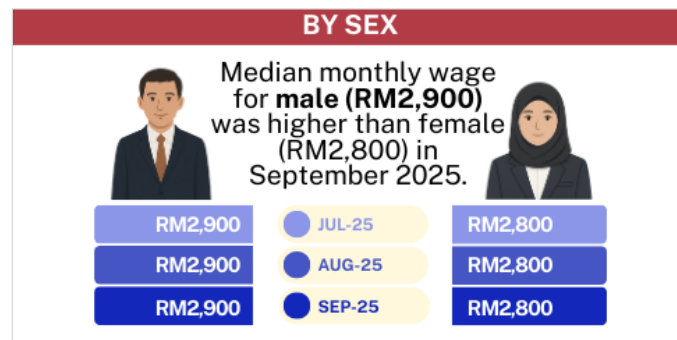 BY SEX
Median monthly wage
for male (RM2,900)
was higher than female
(RM2,800) in
September 2025.
RM2,900 JUL-25 RM2,800
RM2,900 AUG-25 RM2,800
RM2,900 SEP-25 RM2,800